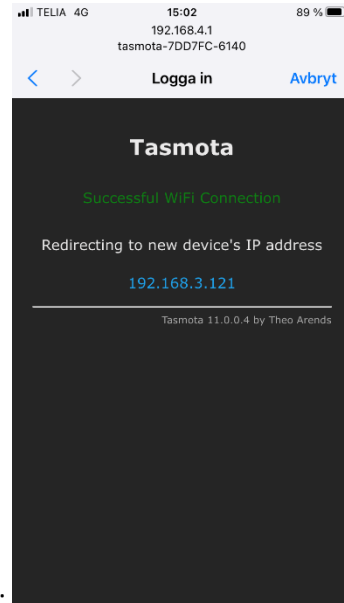 TELIA 4G 15:02 89 %
192.168.4.1
tasmota-7DD7FC-6140
Logga in Avbryt
Tasmota
Successful WiFi Connection
Redirecting to new device's IP address
192.168.3.121
Tasmota 11.0.0.4 by Theo Arends